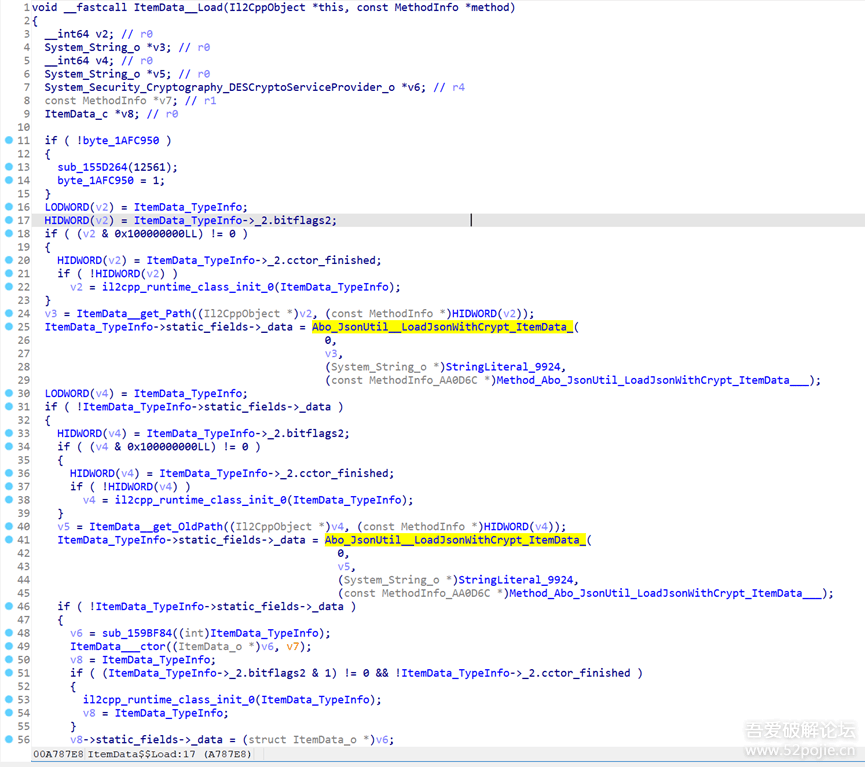 1 void __fastcall ItemData__Load(Il2CppObject *this, const MethodInfo *method)
2 {
3   __int64 v2; // r0
4   System_String_o *v3; // r0
5   __int64 v4; // r0
6   System_String_o *v5; // r0
7   System_Security_Cryptography_DESCryptoServiceProvider_o *v6; // r4
8   const MethodInfo *v7; // r1
9   ItemData_c *v8; // r0
10
11   if ( !byte_1AFC950 )
12   {
13     sub_155D264(12561);
14     byte_1AFC950 = 1;
15   }
16   LODWORD(v2) = ItemData_TypeInfo;
17   HIDWORD(v2) = ItemData_TypeInfo->_2.bitflags2;
18   if ( (v2 & 0x100000000LL) != 0 )
19   {
20     HIDWORD(v2) = ItemData_TypeInfo->_2.cctor_finished;
21     if ( !HIDWORD(v2) )
22       v2 = il2cpp_runtime_class_init_0(ItemData_TypeInfo);
23   }
24   v3 = ItemData__get_Path((Il2CppObject *)v2, (const MethodInfo *)HIDWORD(v2));
25   ItemData_TypeInfo->static_fields->_data = Abo_JsonUtil__LoadJsonWithCrypt_ItemData_(
26                                               0,
27                                               v3,
28                                               (System_String_o *)StringLiteral_9924,
29                                               (const MethodInfo_AA0D6C *)Method_Abo_JsonUtil_LoadJsonWithCrypt_ItemData___);
30   LODWORD(v4) = ItemData_TypeInfo;
31   if ( !ItemData_TypeInfo->static_fields->_data )
32   {
33     HIDWORD(v4) = ItemData_TypeInfo->_2.bitflags2;
34     if ( (v4 & 0x100000000LL) != 0 )
35     {
36       HIDWORD(v4) = ItemData_TypeInfo->_2.cctor_finished;
37       if ( !HIDWORD(v4) )
38         v4 = il2cpp_runtime_class_init_0(ItemData_TypeInfo);
39     }
40     v5 = ItemData__get_OldPath((Il2CppObject *)v4, (const MethodInfo *)HIDWORD(v4));
41     ItemData_TypeInfo->static_fields->_data = Abo_JsonUtil__LoadJsonWithCrypt_ItemData_(
42                                                 0,
43                                                 v5,
44                                                 (System_String_o *)StringLiteral_9924,
45                                                 (const MethodInfo_AA0D6C *)Method_Abo_JsonUtil_LoadJsonWithCrypt_ItemData___);
46     if ( !ItemData_TypeInfo->static_fields->_data )
47     {
48       v6 = sub_159BF84((int)ItemData_TypeInfo);
49       ItemData___ctor((ItemData_o *)v6, v7);
50       v8 = ItemData_TypeInfo;
51       if ( (ItemData_TypeInfo->_2.bitflags2 & 1) != 0 && !ItemData_TypeInfo->_2.cctor_finished )
52       {
53         il2cpp_runtime_class_init_0(ItemData_TypeInfo);
54         v8 = ItemData_TypeInfo;
55       }
56       v8->static_fields->_data = (struct ItemData_o *)v6;
00A787E8 ItemData$$Load:17 (A787E8)
吾爱破解论坛
www.52pojie.cn